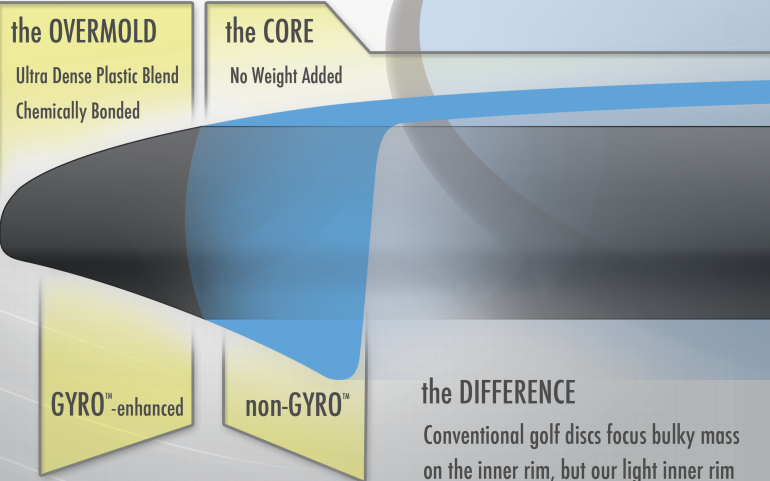 the OVERMOLD
Ultra Dense Plastic Blend
Chemically Bonded
the CORE
No Weight Added
GYRO™-enhanced
non-GYRO™
the DIFFERENCE
Conventional golf discs focus bulky mass
on the inner rim, but our light inner rim